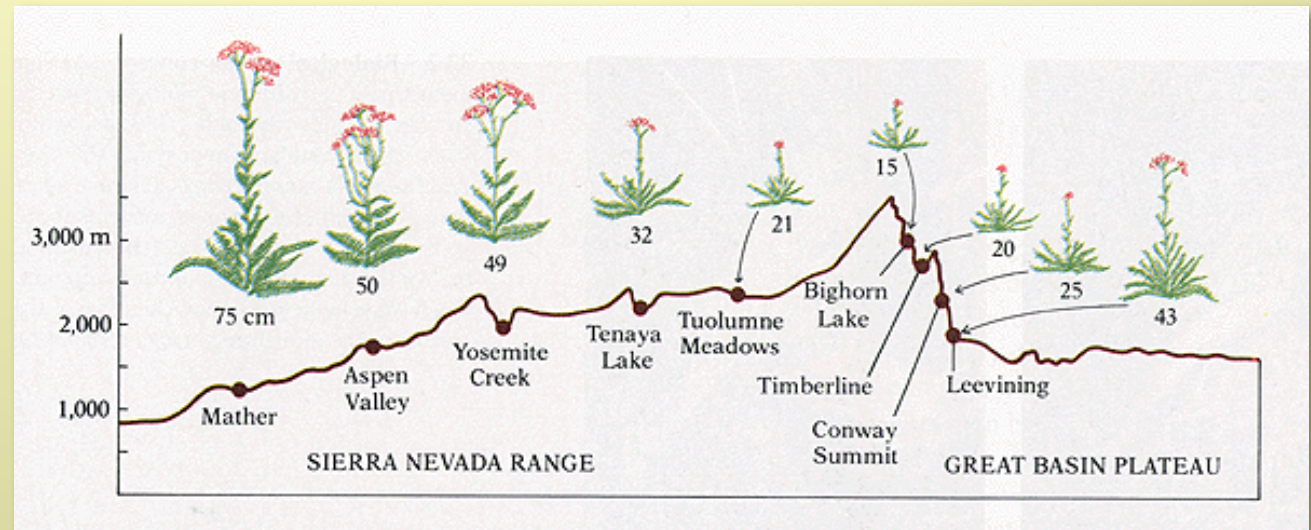 15
3,000 m
32
21
20
49
50
25
75 cm
43
Bighorn
Lake
2,000
Yosemite
Creek
Tenaya
Lake
Tuolumne
Meadows
Aspen
Valley
Timberline
Leevining
1,000
Mather
Conway
Summit
SIERRA NEVADA RANGE
GREAT BASIN PLATEAU